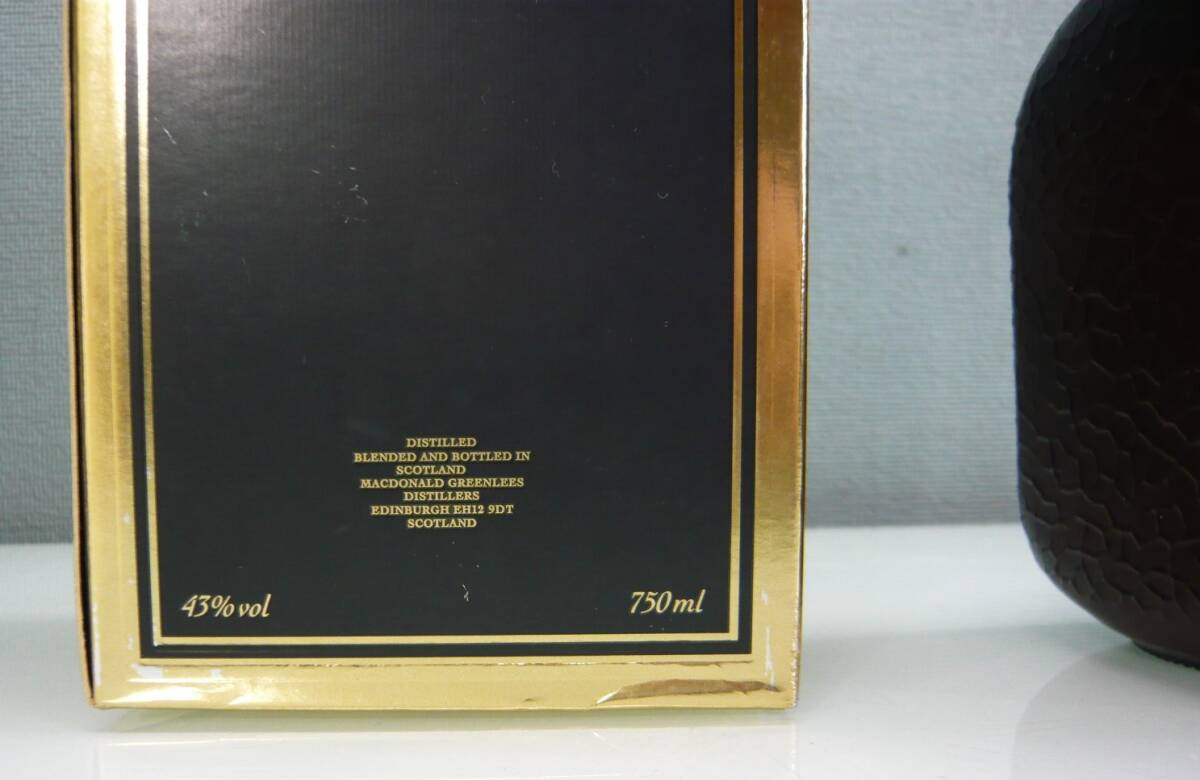 DISTILLED
BLENDED AND BOTTLED IN
SCOTLAND
MACDONALD GREENLEES
DISTILLERS
EDINBURGH EH12 9DT
SCOTLAND
43% vol
750 ml